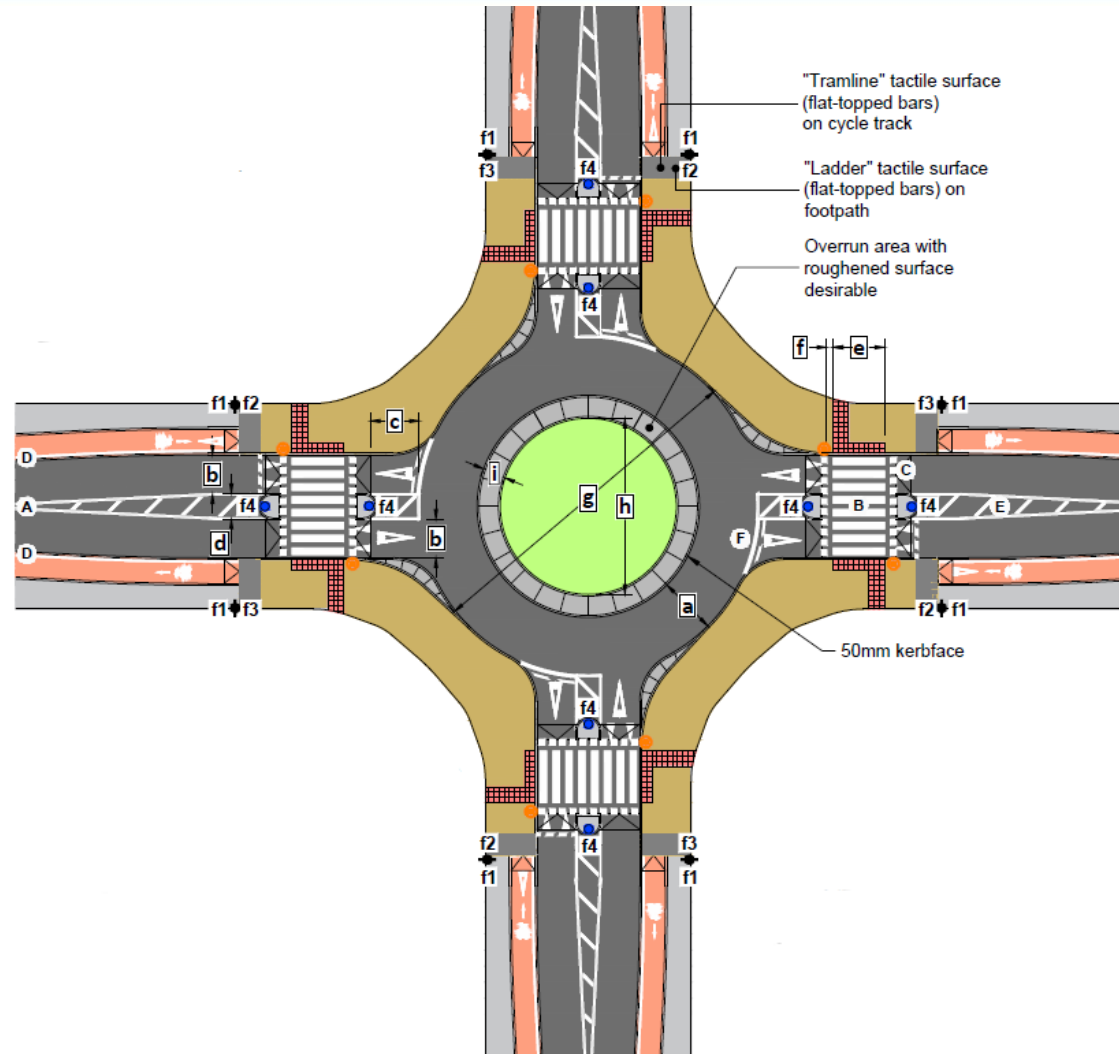 "Tramline" tactile surface
(flat-topped bars)
on cycle track
f1
f3
f4
f1
f2
"Ladder" tactile surface
(flat-topped bars) on
footpath
Overrun area with
roughened surface
desirable
f4
f
e
f1
f2
f3
f1
c
D
b
i
g
h
C
A
f4
f4
f4
B
f4
E
d
b
F
D
a
f1
f3
f2
f1
50mm kerbface
f4
f4
f2
f1
f3
f1